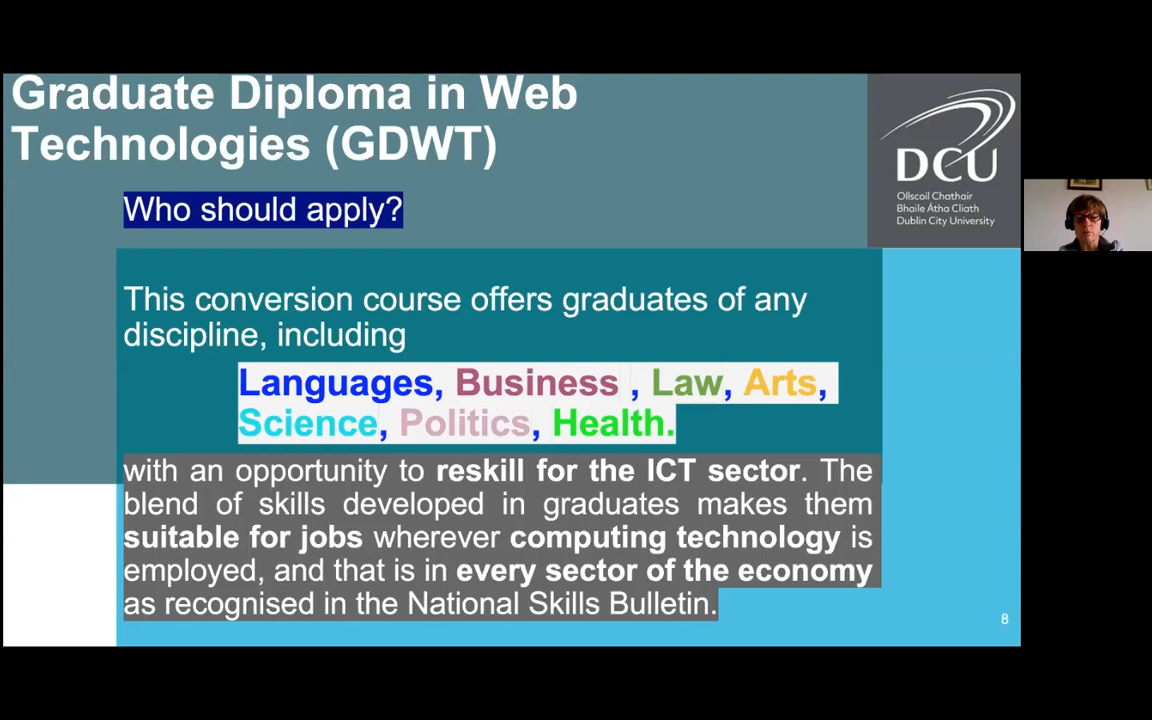 Graduate Diploma in Web
Technologies (GDWT)
DCU
Ollscoil Chathair
Bhaile Átha Cliath
Dublin City University
Who should apply?
This conversion course offers graduates of any
discipline, including
Languages, Business , Law, Arts,
Science, Politics, Health.
with an opportunity to reskill for the ICT sector. The
blend of skills developed in graduates makes them
suitable for jobs wherever computing technology is
employed, and that is in every sector of the economy
as recognised in the National Skills Bulletin.
8